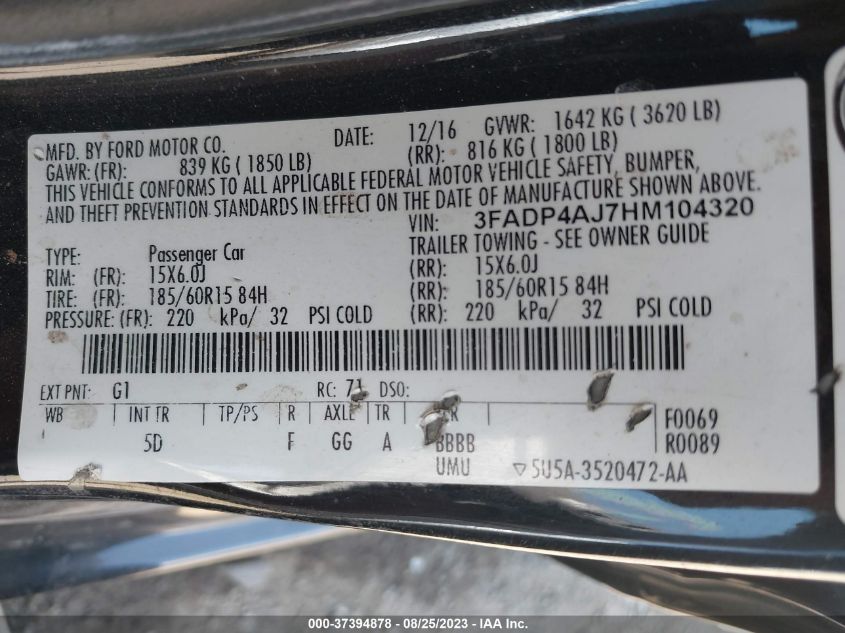 MFD. BY FORD MOTOR CO. DATE: 12/16 GVWR: 1642 KG ( 3620 LB)
GAWR: (FR): 839 KG ( 1850 LB) (RR): 816 KG ( 1800 LB)
THIS VEHICLE CONFORMS TO ALL APPLICABLE FEDERAL MOTOR VEHICLE SAFETY, BUMPER,
AND THEFT PREVENTION STANDARDS IN EFFECT ON THE DATE OF MANUFACTURE SHOWN ABOVE.
VIN: 3FADP4AJ7HM104320
TYPE: Passenger Car TRAILER TOWING - SEE OWNER GUIDE
RIM: (FR): 15X6.0J (RR): 15X6.0J
TIRE: (FR): 185/60R15 84H (RR): 185/60R15 84H
PRESSURE: (FR): 220 kPa/ 32 PSI COLD (RR): 220 kPa/ 32 PSI COLD
EXT PNT: G1 RC: 71 DSO:
WB INT TR TP/PS R AXLE TR F0069
5D F GG A BBBB R0089
UMU 5U5A-3520472-AA
000-37394878 - 08/25/2023 - IAA Inc.